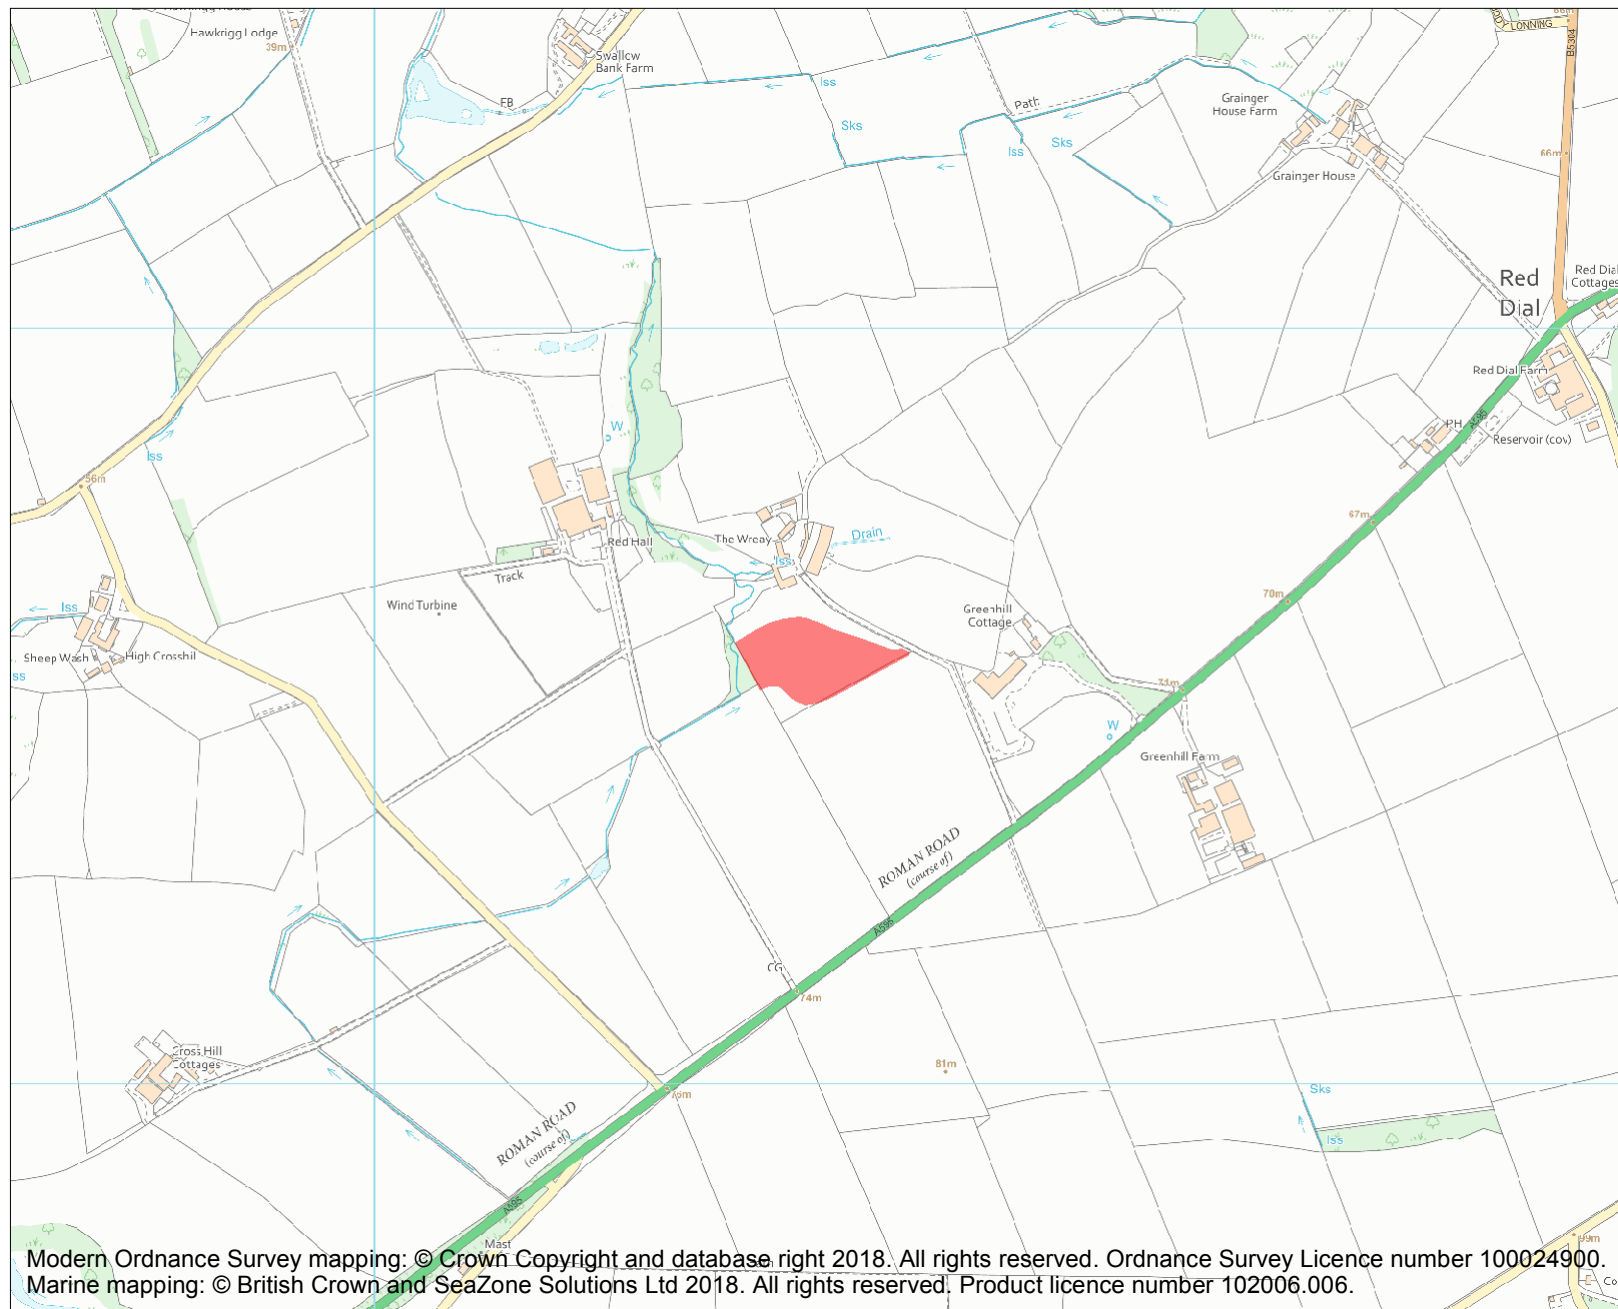 Hawkrigg Lodge
39m
Swallow
Bank Farm
FB
Iss
Sks
Path
Iss
Sks
Grainger
House Farm
Grainger House
LONNING
B5304
66m
Red
Dial
Red Dial
Cottages
Red Dial Farm
PH
A595
Reservoir (cov)
67m
70m
71m
56m
Iss
W
Red Hall
Track
Wind Turbine
The Wreay
Drain
Iss
Greenhill
Cottage
W
Greenhill Farm
Iss
Sheep Wash
High Crosshill
ss
ROMAN ROAD
(course of)
A595
CG
74m
81m
Cross Hill
Cottages
76m
ROMAN ROAD
(course of)
A595
Sks
Iss
Mast
99m
Co
Modern Ordnance Survey mapping: © Crown Copyright and database right 2018. All rights reserved. Ordnance Survey Licence number 100024900.
Marine mapping: © British Crown and SeaZone Solutions Ltd 2018. All rights reserved. Product licence number 102006.006.